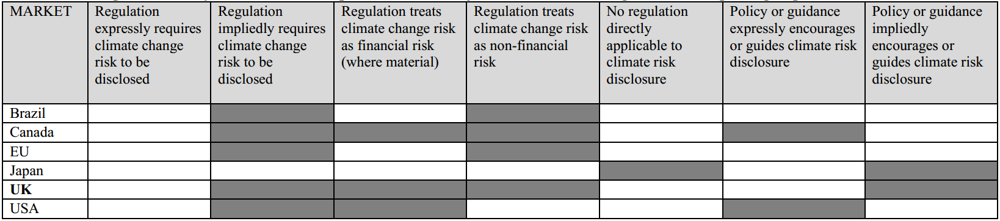 MARKET
Regulation
expressly requires
climate change
risk to be
disclosed
Regulation
impliedly requires
climate change
risk to be
disclosed
Regulation treats
climate change risk
as financial risk
(where material)
Regulation treats
climate change risk
as non-financial
risk
No regulation
directly
applicable to
climate risk
disclosure
Policy or guidance
expressly encourages
or guides climate risk
disclosure
Policy or guidance
impliedly
encourages or
guides climate risk
disclosure
Brazil
Canada
EU
Japan
UK
USA